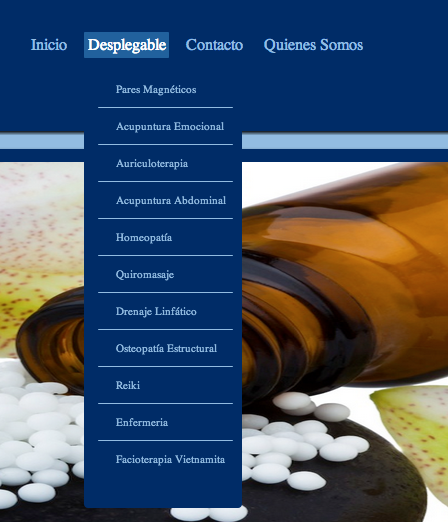 Inicio Desplegable Contacto Quienes Somos
Pares Magnéticos
Acupuntura Emocional
Auriculoterapia
Acupuntura Abdominal
Homeopatía
Quiromasaje
Drenaje Linfático
Osteopatía Estructural
Reiki
Enfermeria
Facioterapia Vietnamita